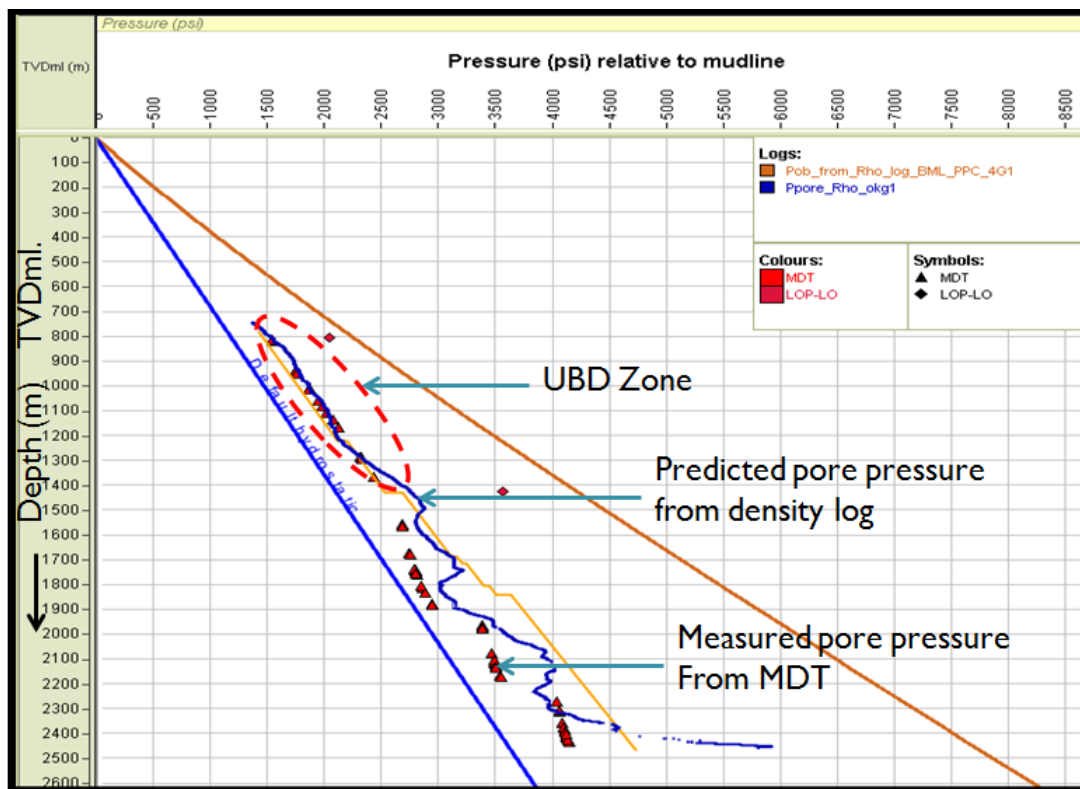 Pressure (psi)
TVDml (m)
Pressure (psi) relative to mudline
0 500 1000 1500 2000 2500 3000 3500 4000 4500 5000 5500 6000 6500 7000 7500 8000 8500
0
100
200
300
400
500
600
700
800
900
1000
1100
1200
1300
1400
1500
1600
1700
1800
1900
2000
2100
2200
2300
2400
2500
2600
Depth (m) TVDml.
Logs:
Pob_from_Rho_log_BML_PPC_4G1
Ppore_Rho_okg1
Colours:
MDT
LOP-LO
Symbols:
MDT
LOP-LO
Default hydrostatic
UBD Zone
Predicted pore pressure
from density log
Measured pore pressure
From MDT